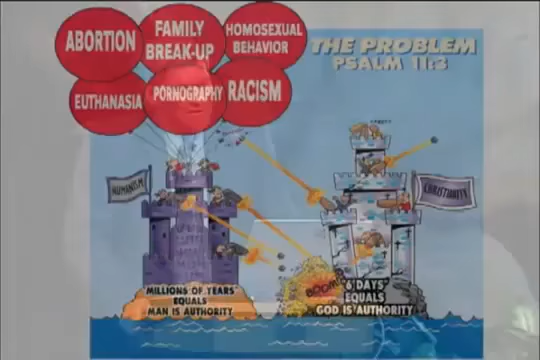 ABORTION
FAMILY
BREAK-UP
HOMOSEXUAL
BEHAVIOR
EUTHANASIA
PORNOGRAPHY
RACISM
THE PROBLEM
PSALM 11:3
HUMANISM
CHRISTIANITY
MILLIONS OF YEARS
EQUALS
MAN IS AUTHORITY
BOOM!
6 DAYS
EQUALS
GOD IS AUTHORITY